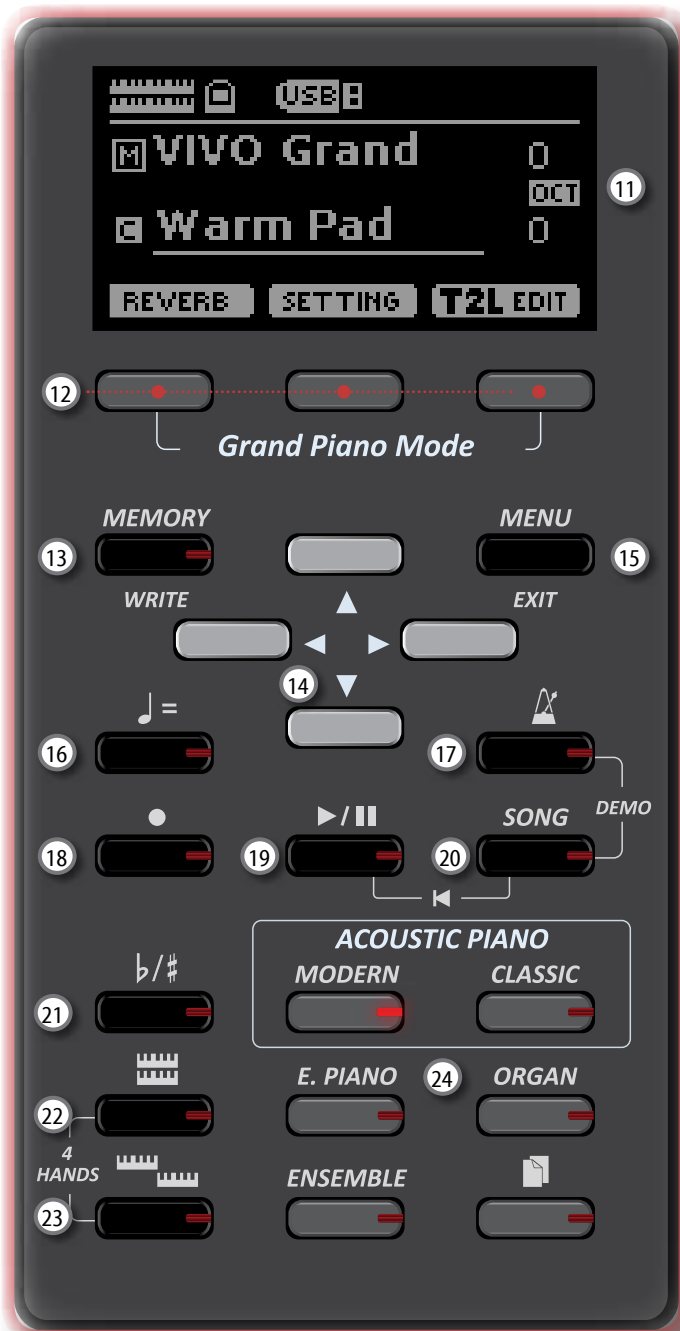 USB
M VIVO Grand 0
OCT
11
C Warm Pad 0
REVERB SETTING T2L EDIT
12
Grand Piano Mode
MEMORY MENU
13 15
WRITE EXIT
14
♩ =
16 17
DEMO
● ▶/❚❚ SONG
18 19 20
ACOUSTIC PIANO
♭/♯ MODERN CLASSIC
21
E. PIANO 24 ORGAN
22
4
HANDS
ENSEMBLE
23